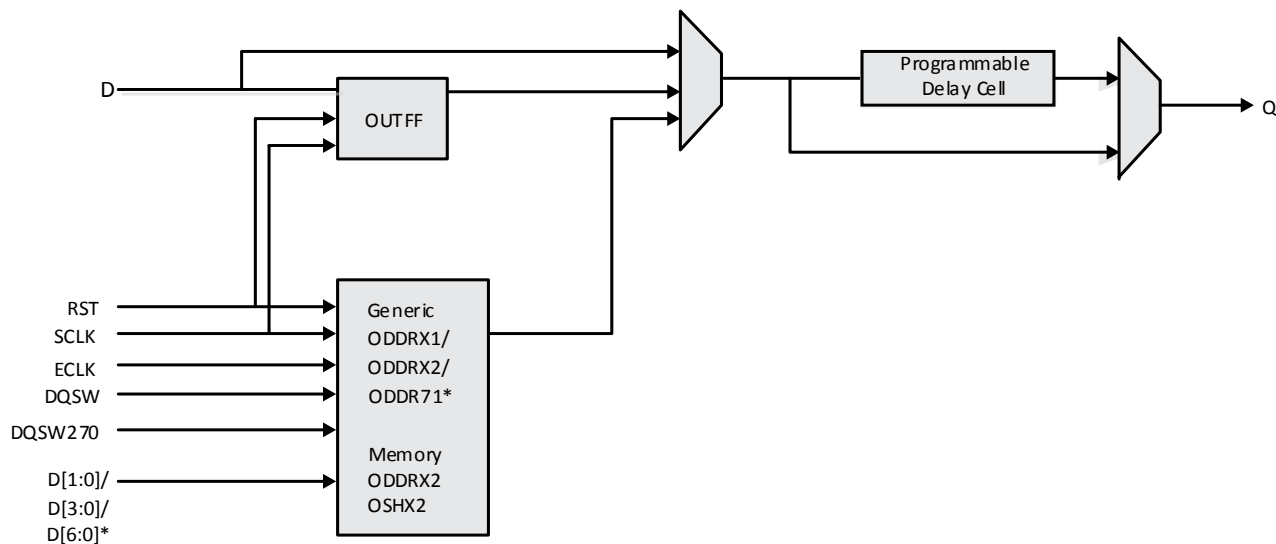 Programmable
Delay Cell
D
OUTFF
Q
RST
SCLK
ECLK
DQSW
DQSW270
D[1:0]/
D[3:0]/
D[6:0]*
Generic
ODDRX1/
ODDRX2/
ODDR71*
Memory
ODDRX2
OSHX2